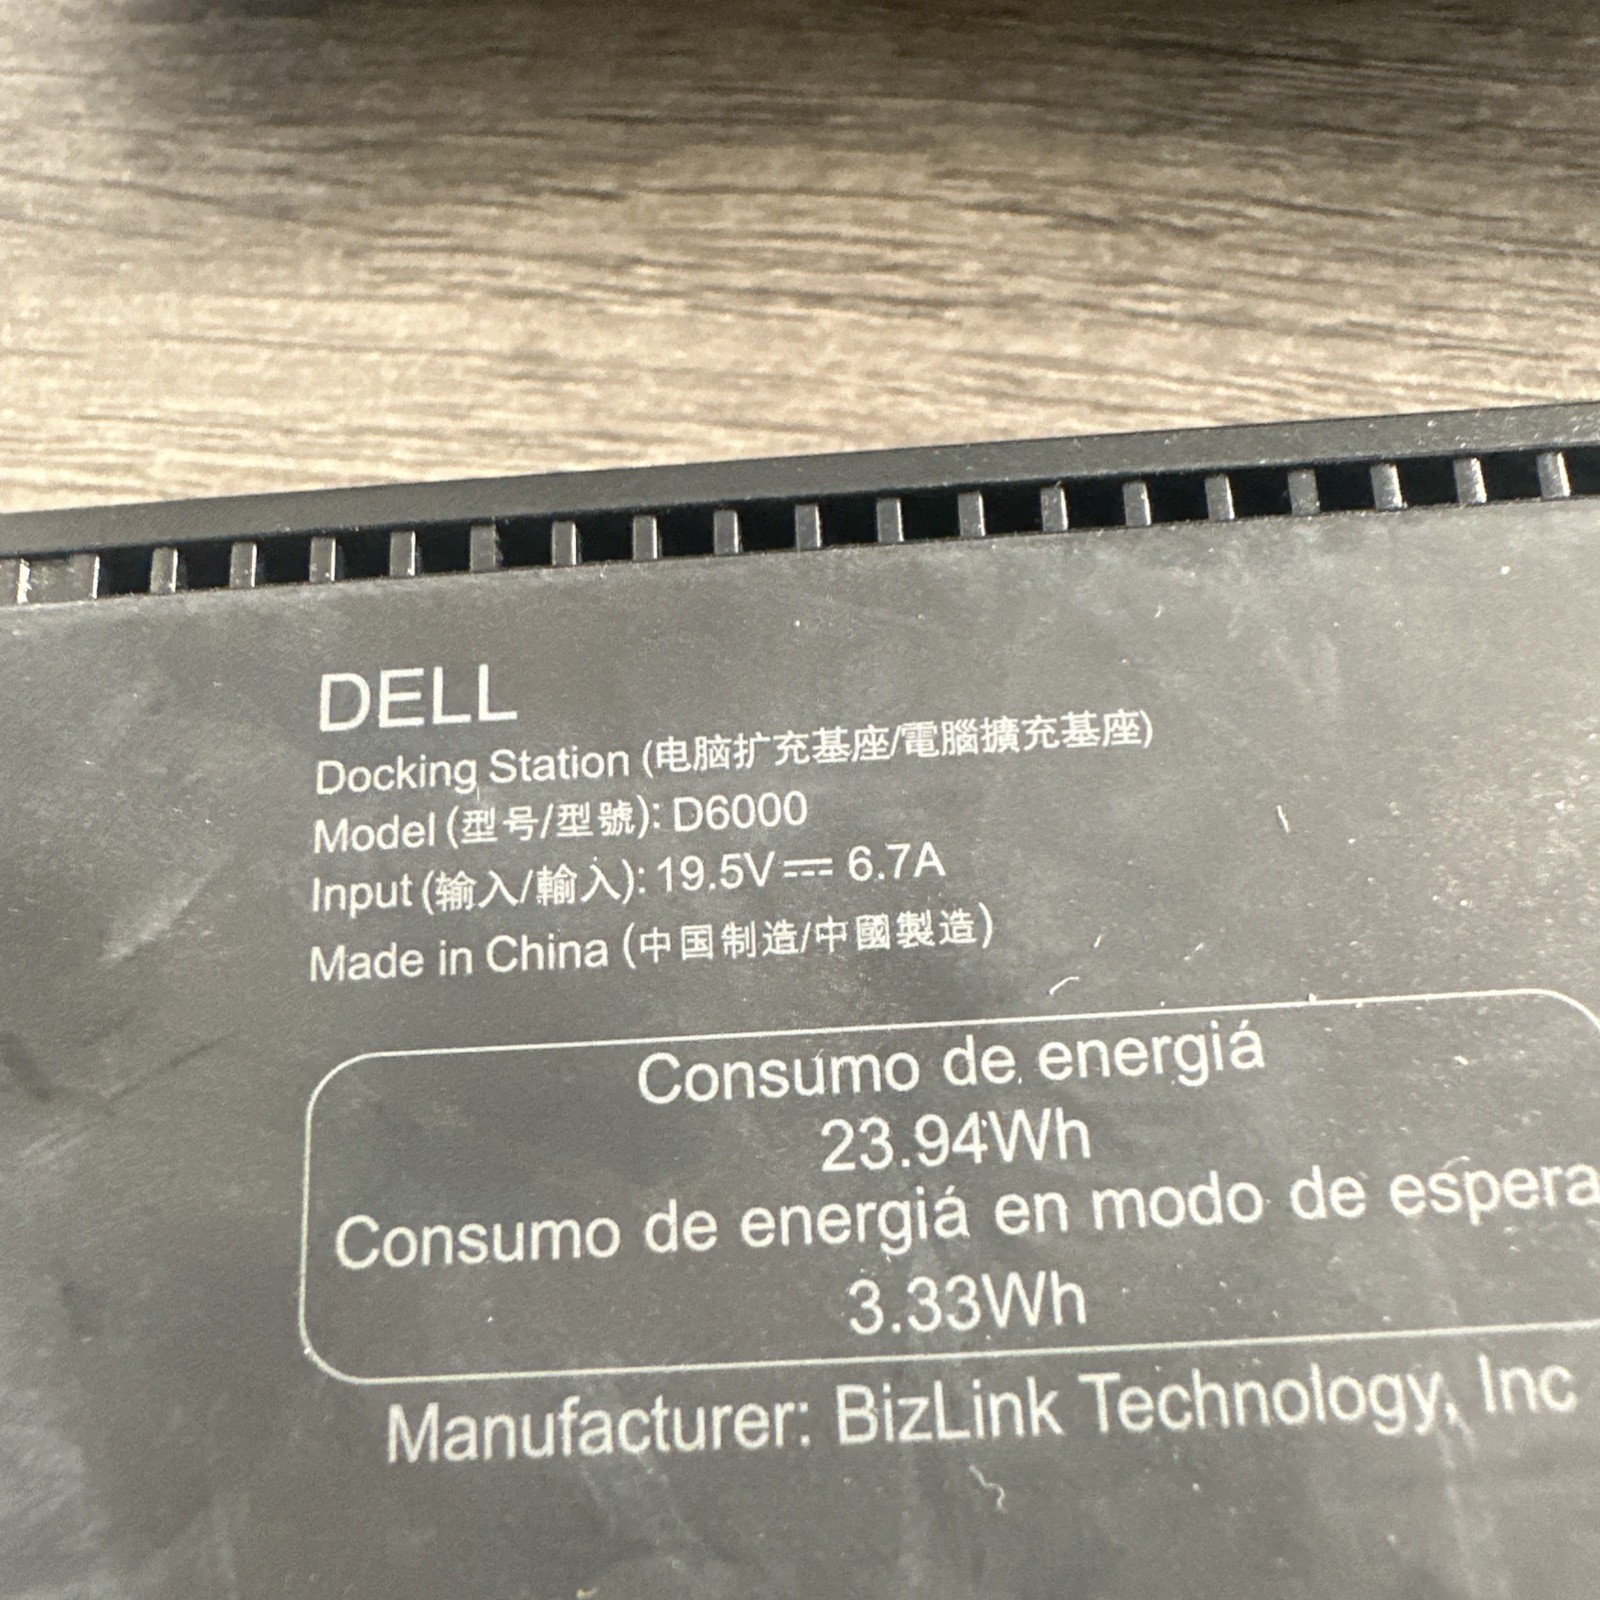 DELL
Docking Station (电脑扩充基座/電腦擴充基座)
Model (型号/型號): D6000
Input (输入/輸入): 19.5V⎓ 6.7A
Made in China (中国制造/中國製造)
Consumo de energiá
23.94Wh
Consumo de energiá en modo de espera
3.33Wh
Manufacturer: BizLink Technology, Inc